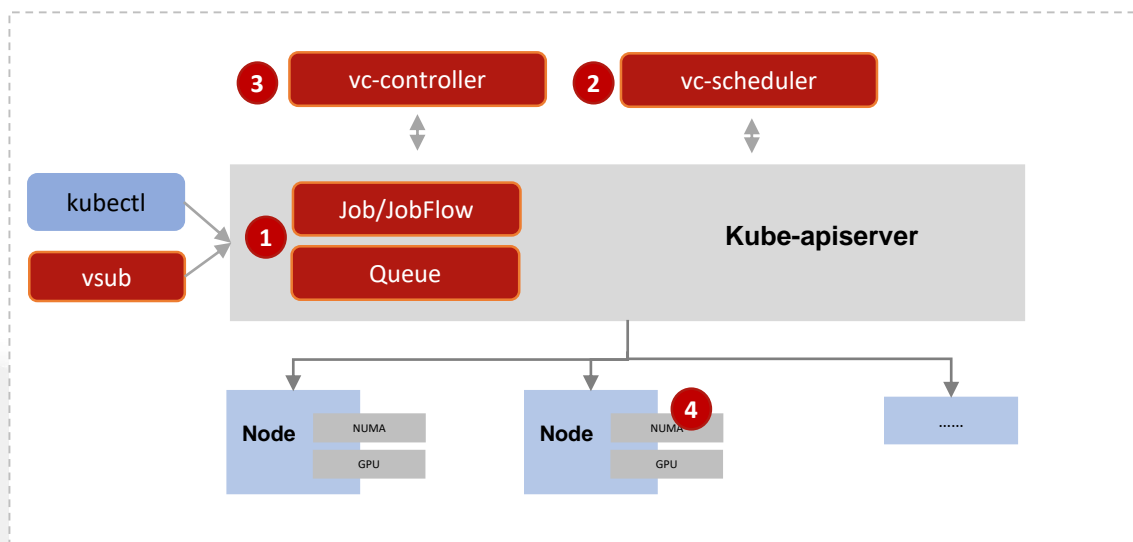 3
vc-controller
2
vc-scheduler
kubectl
vsub
1
Job/JobFlow
Queue
Kube-apiserver
Node
NUMA
GPU
Node
4
NUMA
GPU
......